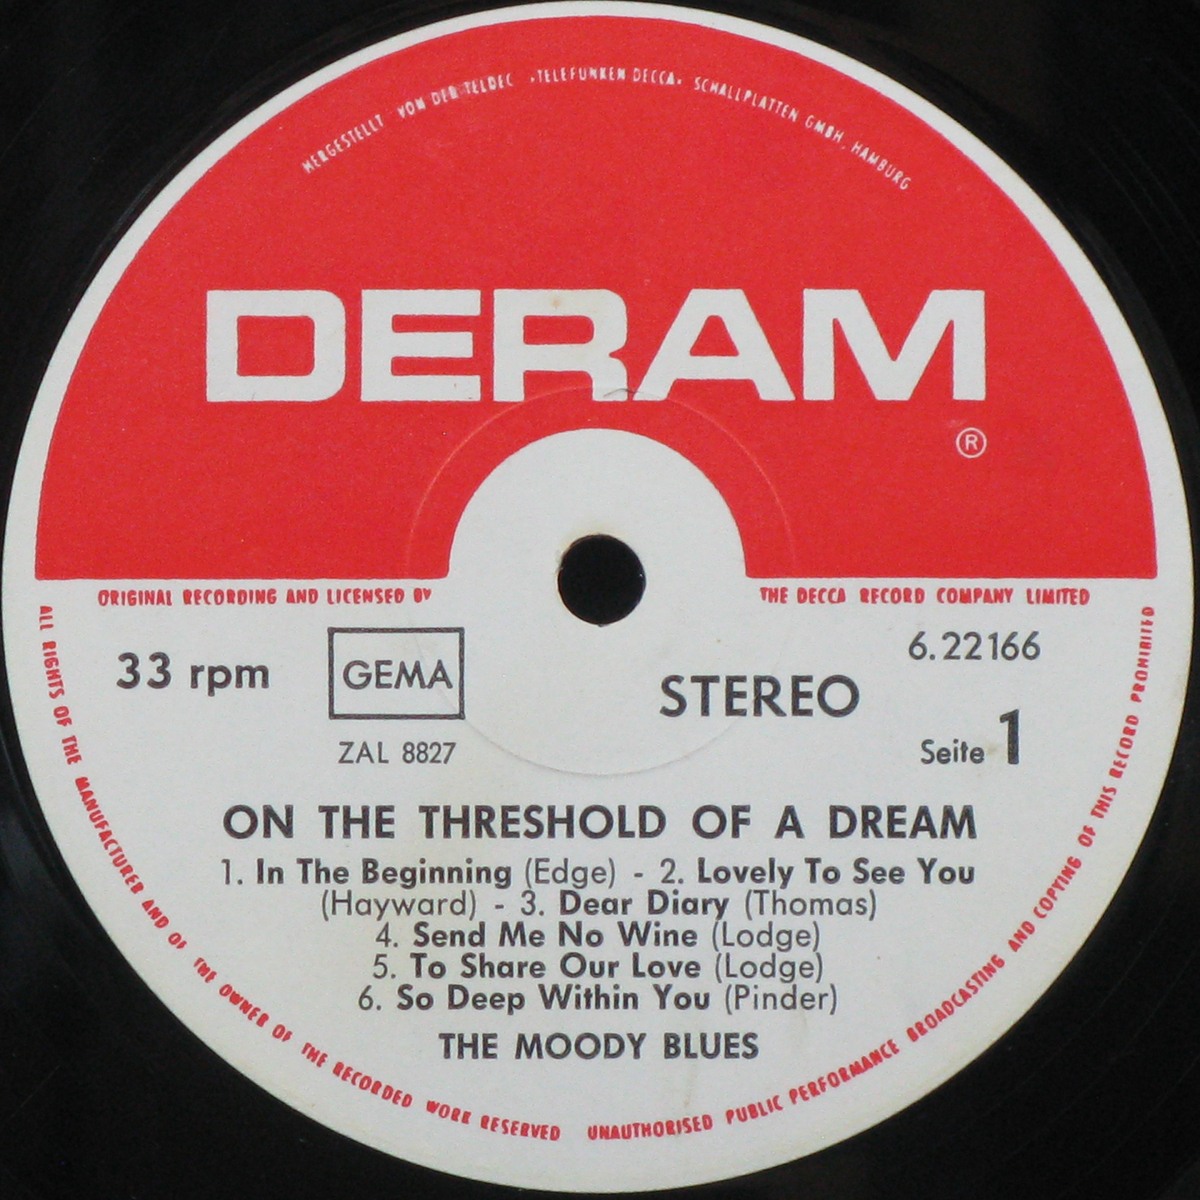 HERGESTELLT VON DER TELDEC »TELEFUNKEN DECCA« SCHALLPLATTEN GMBH, HAMBURG
DERAM
®
ORIGINAL RECORDING AND LICENSED BY THE DECCA RECORD COMPANY LIMITED
33 rpm
GEMA
ZAL 8827
STEREO
6.22166
Seite 1
ON THE THRESHOLD OF A DREAM
1. In The Beginning (Edge) - 2. Lovely To See You
(Hayward) - 3. Dear Diary (Thomas)
4. Send Me No Wine (Lodge)
5. To Share Our Love (Lodge)
6. So Deep Within You (Pinder)
THE MOODY BLUES
ALL RIGHTS OF THE MANUFACTURER AND OF THE OWNER OF THE RECORDED WORK RESERVED UNAUTHORISED PUBLIC PERFORMANCE BROADCASTING AND COPYING OF THIS RECORD PROHIBITED